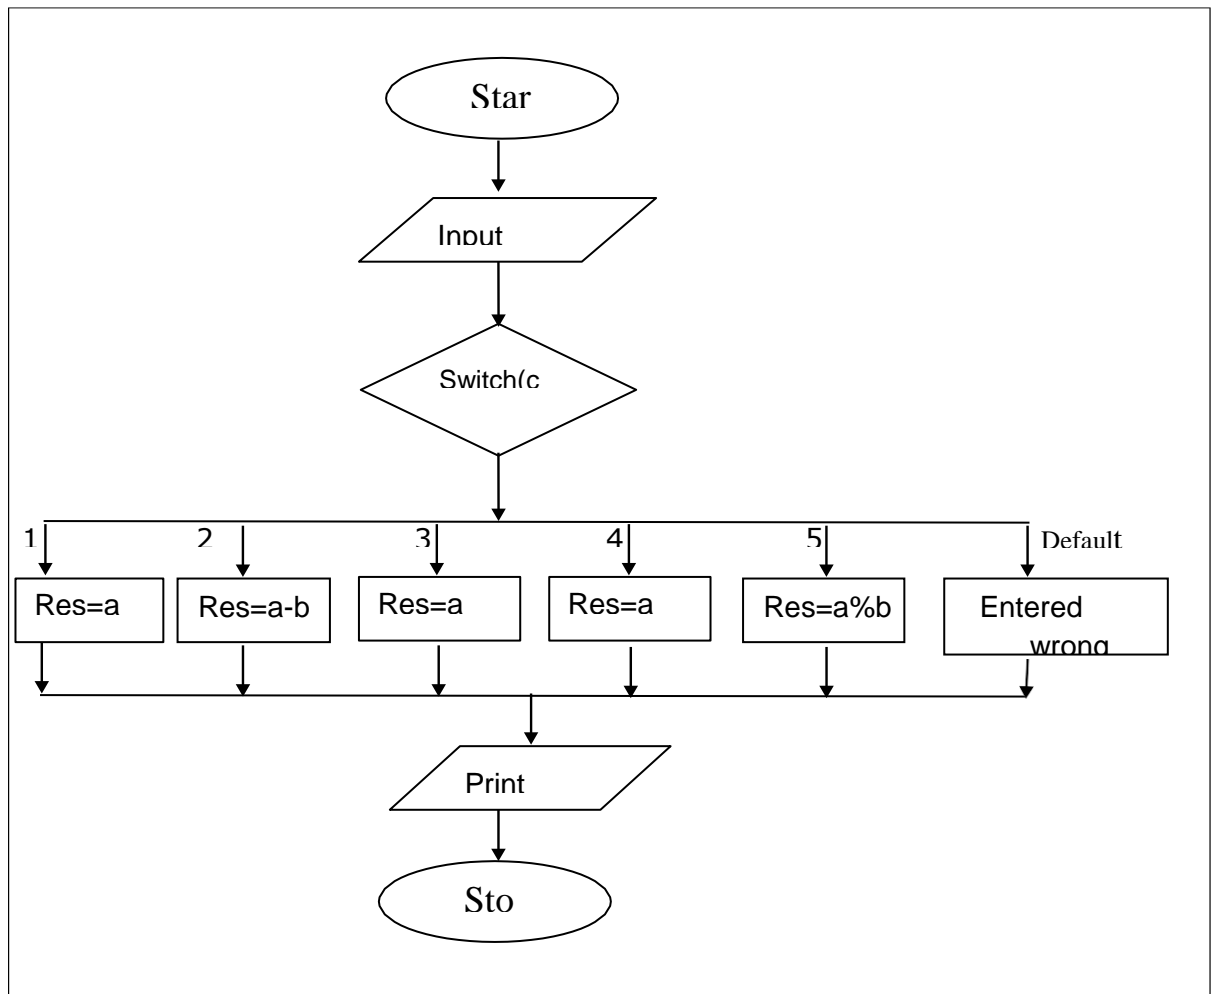 Star
Input
Switch(c
1 2 3 4 5 Default
Res=a Res=a-b Res=a Res=a Res=a%b Entered
wrong
Print
Sto